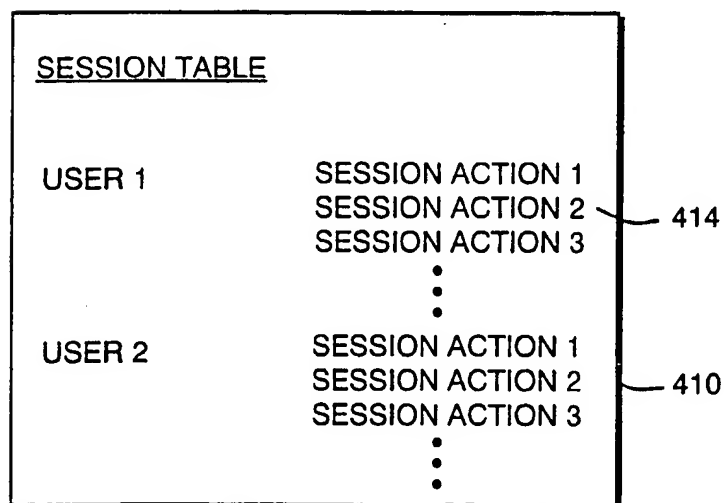 SESSION TABLE
USER 1 SESSION ACTION 1
SESSION ACTION 2 414
SESSION ACTION 3
USER 2 SESSION ACTION 1
SESSION ACTION 2 410
SESSION ACTION 3